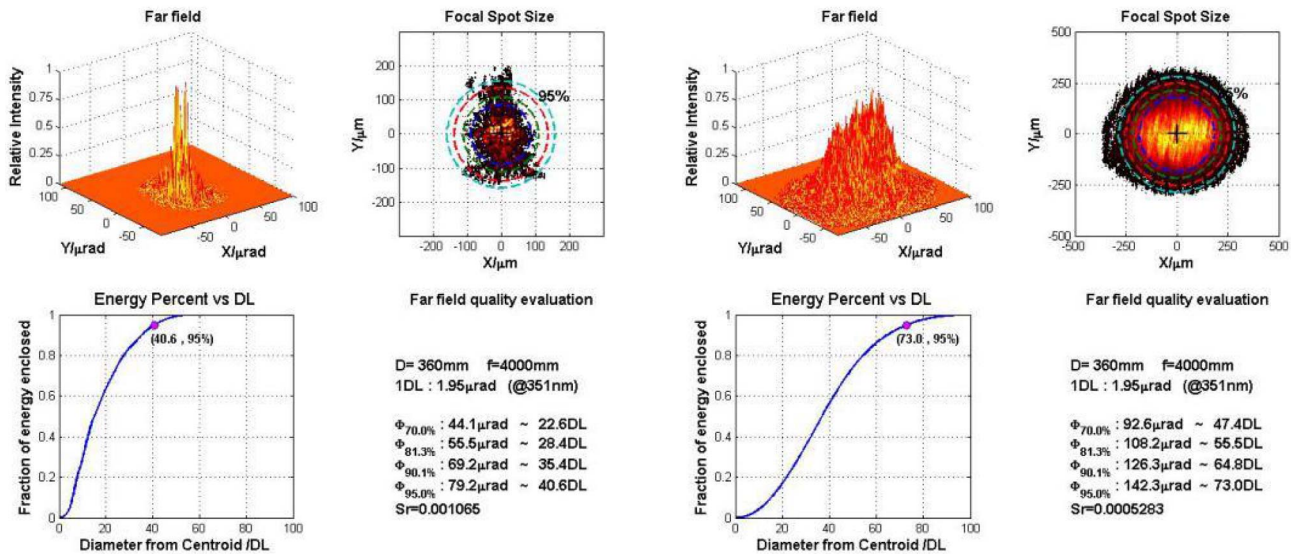 Far field
Relative Intensity
1
0.75
0.5
0.25
0
100
50
0
-50
Y/μrad
-50
0
50
100
X/μrad
Focal Spot Size
95%
Y/μm
200
100
0
-100
-200
-300 -200 -100 0 100 200
X/μm
Far field
Relative Intensity
1
0.75
0.5
0.25
0
100
50
0
-50
Y/μrad
-50
0
50
100
X/μrad
Focal Spot Size
5%
Y/μm
500
250
0
-250
-500
-500 -250 0 250 500
X/μm
Energy Percent vs DL
Fraction of energy enclosed
1
0.8
0.6
0.4
0.2
0
(40.6 , 95%)
0 20 40 60 80 100
Diameter from Centroid /DL
Far field quality evaluation
D= 360mm f=4000mm
1DL : 1.95μrad (@351nm)
Φ70.0% : 44.1μrad ~ 22.6DL
Φ81.3% : 55.5μrad ~ 28.4DL
Φ90.1% : 69.2μrad ~ 35.4DL
Φ95.0% : 79.2μrad ~ 40.6DL
Sr=0.001065
Energy Percent vs DL
Fraction of energy enclosed
1
0.8
0.6
0.4
0.2
0
(73.0 , 95%)
0 20 40 60 80 100
Diameter from Centroid /DL
Far field quality evaluation
D= 360mm f=4000mm
1DL : 1.95μrad (@351nm)
Φ70.0% : 92.6μrad ~ 47.4DL
Φ81.3% : 108.2μrad ~ 55.5DL
Φ90.1% : 126.3μrad ~ 64.8DL
Φ95.0% : 142.3μrad ~ 73.0DL
Sr=0.0005283